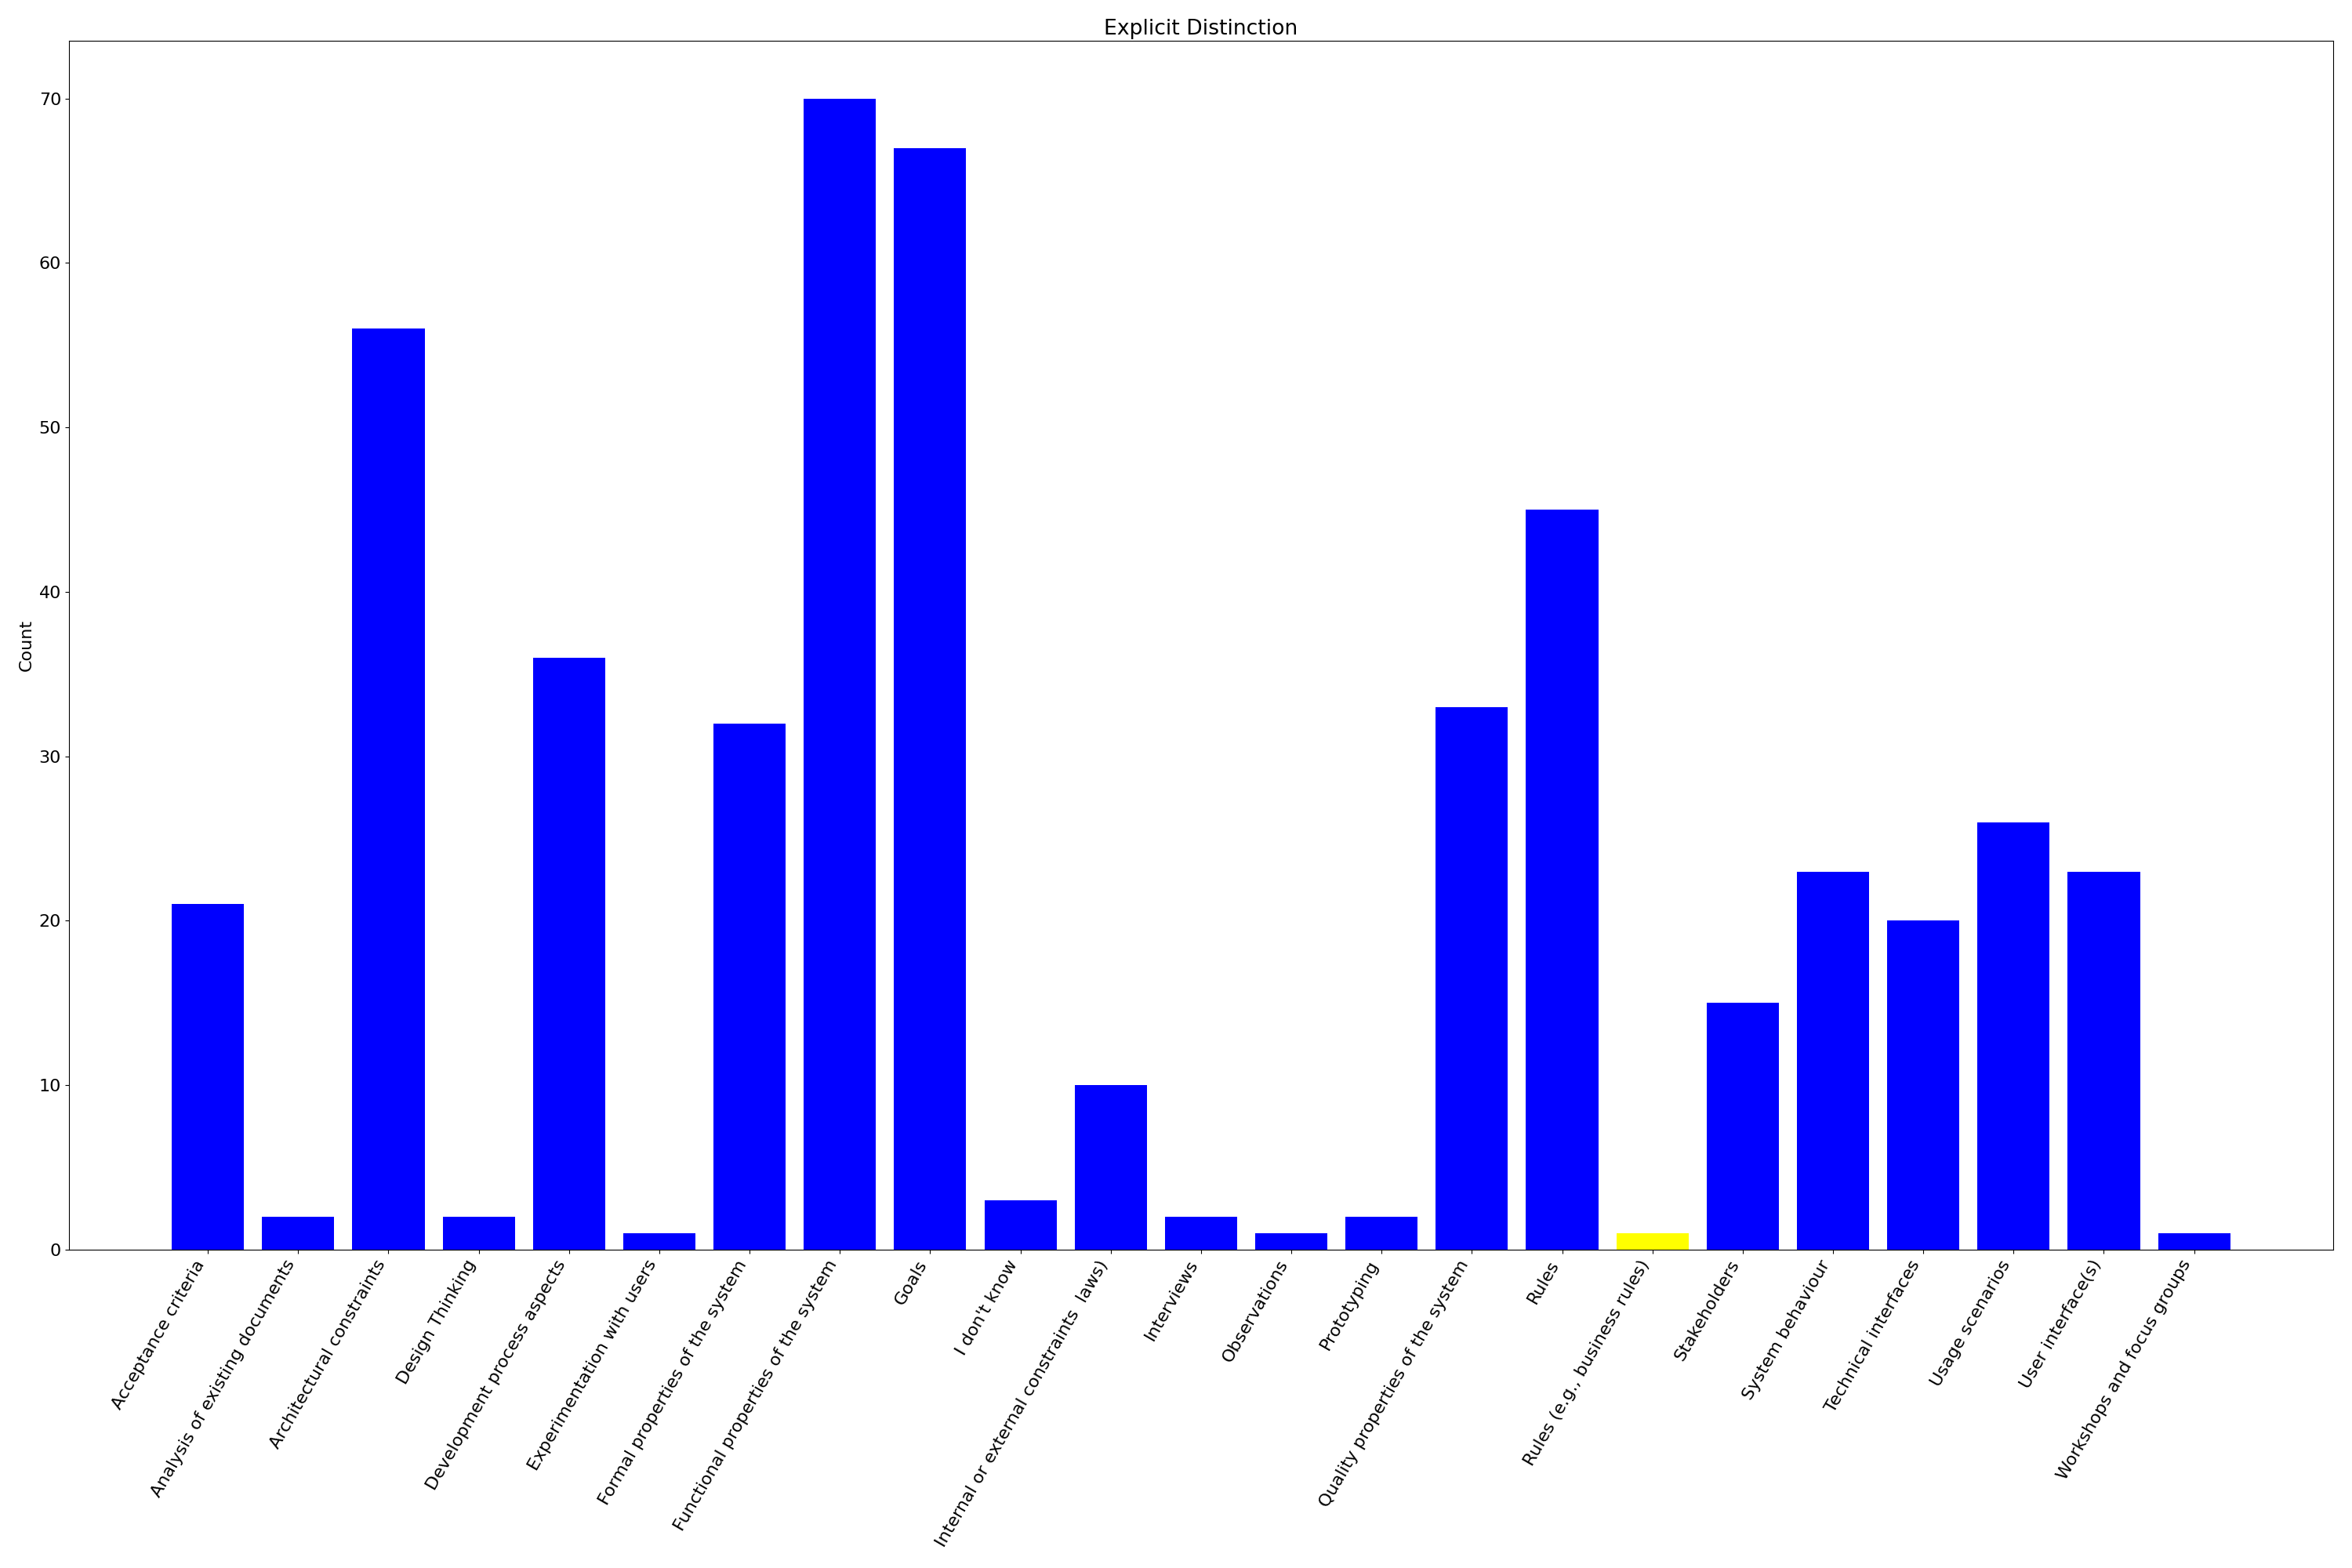 Explicit Distinction
70
60
50
40
30
20
10
0
Count
Acceptance criteria
Analysis of existing documents
Architectural constraints
Design Thinking
Development process aspects
Experimentation with users
Formal properties of the system
Functional properties of the system
Goals
I don't know
Internal or external constraints  laws)
Interviews
Observations
Prototyping
Quality properties of the system
Rules
Rules (e.g., business rules)
Stakeholders
System behaviour
Technical interfaces
Usage scenarios
User interface(s)
Workshops and focus groups